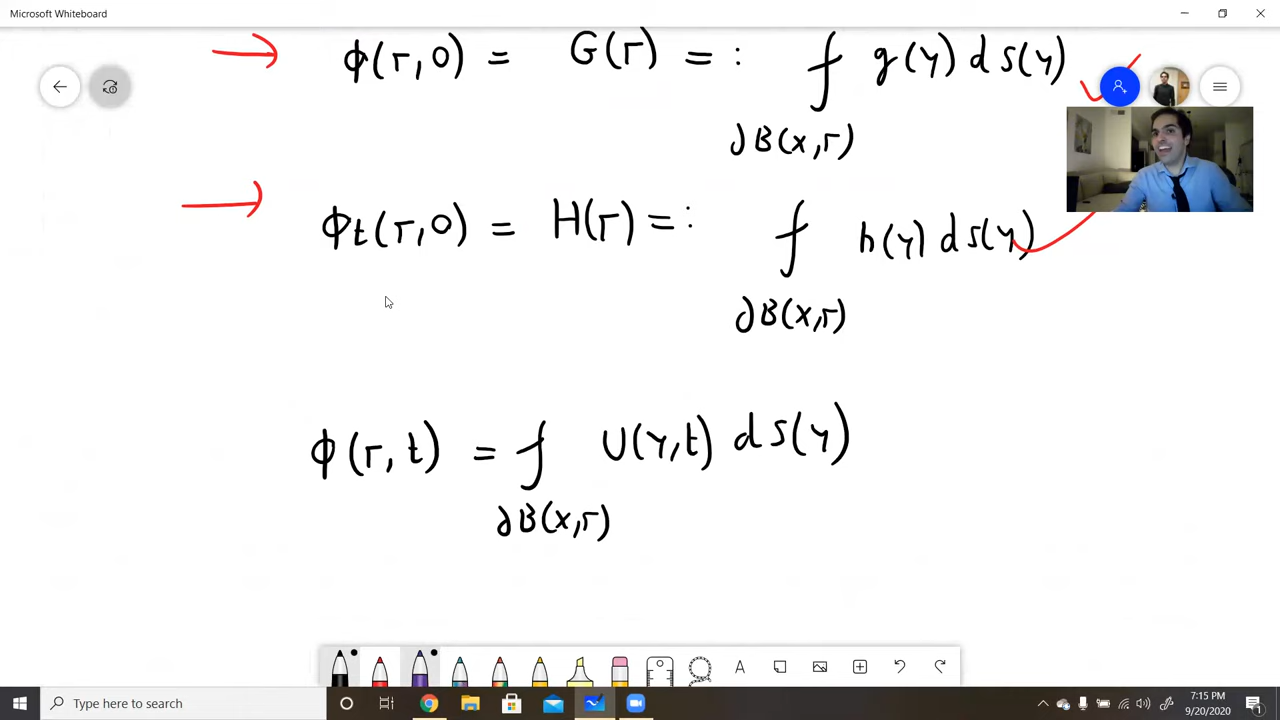 Microsoft Whiteboard
→ ϕ(r,0) = G(r) =: ⨍ g(y) dS(y)
∂B(x,r)
→ ϕt(r,0) = H(r) =: ⨍ h(y) dS(y)
∂B(x,r)
ϕ(r,t) = ⨍ U(y,t) dS(y)
∂B(x,r)
A
Type here to search
7:15 PM
9/20/2020